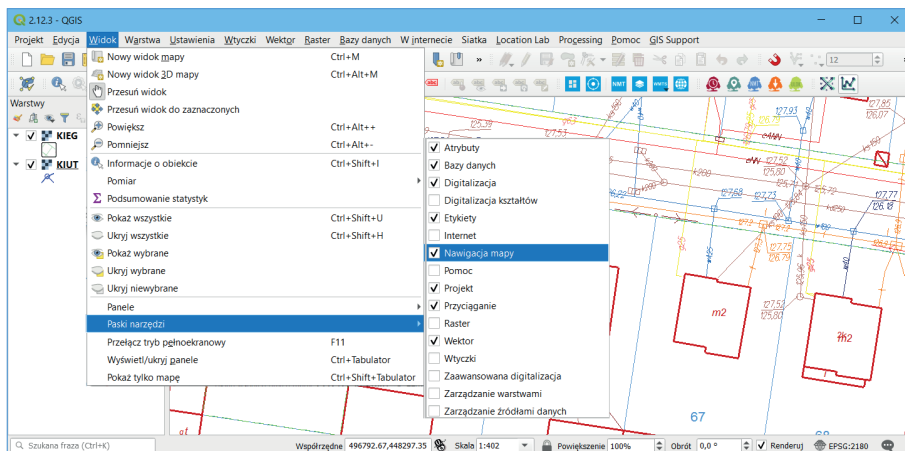 2.12.3 - QGIS
Projekt Edycja Widok Warstwa Ustawienia Wtyczki Wektor Raster Bazy danych W internecie Siatka Location Lab Processing Pomoc GIS Support
Nowy widok mapy Ctrl+M
Nowy widok 3D mapy Ctrl+Alt+M
Przesuń widok
Przesuń widok do zaznaczonych
Powiększ Ctrl+Alt++
Pomniejsz Ctrl+Alt+-
Informacje o obiekcie Ctrl+Shift+I
Pomiar
Podsumowanie statystyk
Pokaż wszystkie Ctrl+Shift+U
Ukryj wszystkie Ctrl+Shift+H
Pokaż wybrane
Ukryj wybrane
Ukryj niewybrane
Panele
Paski narzędzi
Przełącz tryb pełnoekranowy F11
Wyświetl/ukryj panele Ctrl+Tabulator
Pokaż tylko mapę Ctrl+Shift+Tabulator
Atrybuty
Bazy danych
Digitalizacja
Digitalizacja kształtów
Etykiety
Internet
Nawigacja mapy
Pomoc
Projekt
Przyciąganie
Raster
Wektor
Wtyczki
Zaawansowana digitalizacja
Zarządzanie warstwami
Zarządzanie źródłami danych
Warstwy
KIEG
KIUT
12
NMT
WMTS
127,85
126,07
127,93
125,39
127,53
127,52
125,80
127,68
127,73
127,77
126,18
127,75
126,79
127,52
125,80
m2
67
Szukana fraza (Ctrl+K)
Współrzędne 496792.67,448297.35 Skala 1:402 Powiększenie 100% Obrót 0,0 ° Renderuj EPSG:2180